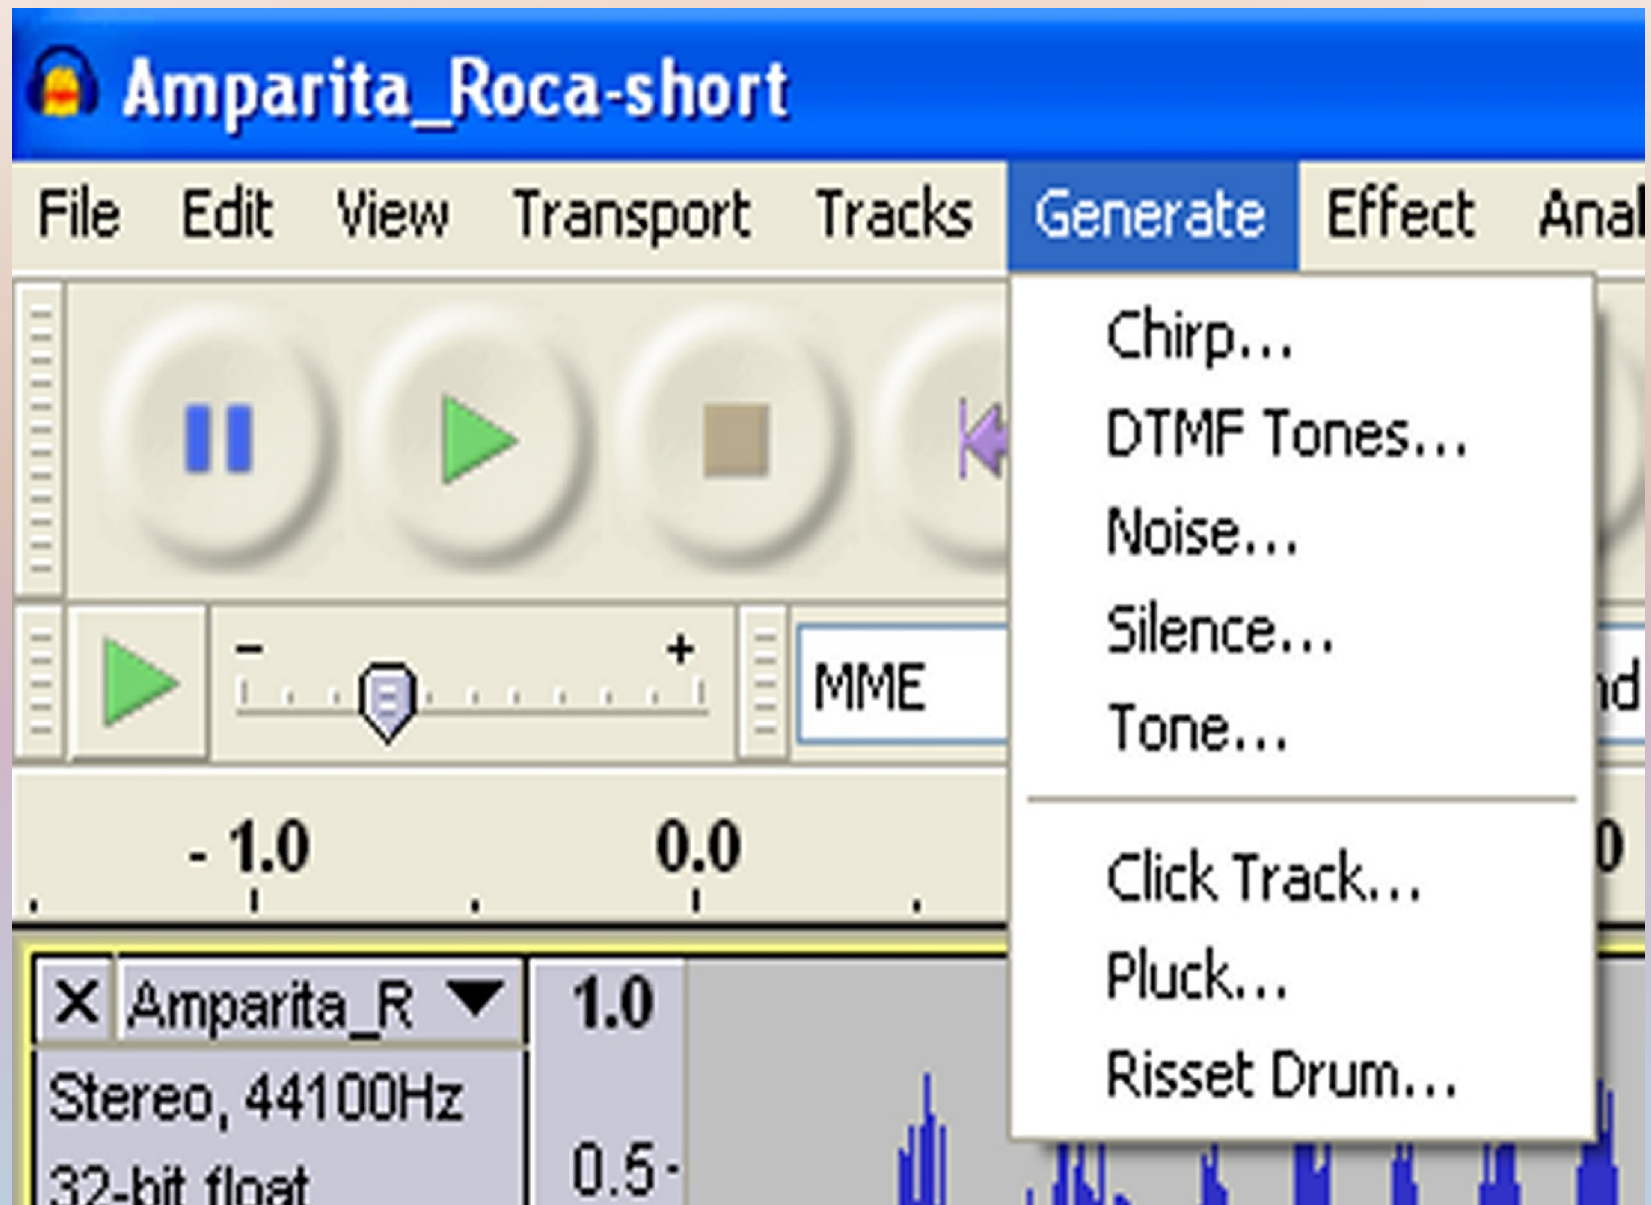 Amparita_Roca-short
File Edit View Transport Tracks Generate Effect
Chirp...
DTMF Tones...
Noise...
Silence...
Tone...
Click Track...
Pluck...
Risset Drum...
- +
MME
- 1.0 0.0
Amparita_R 1.0
Stereo, 44100Hz
32-bit float 0.5-